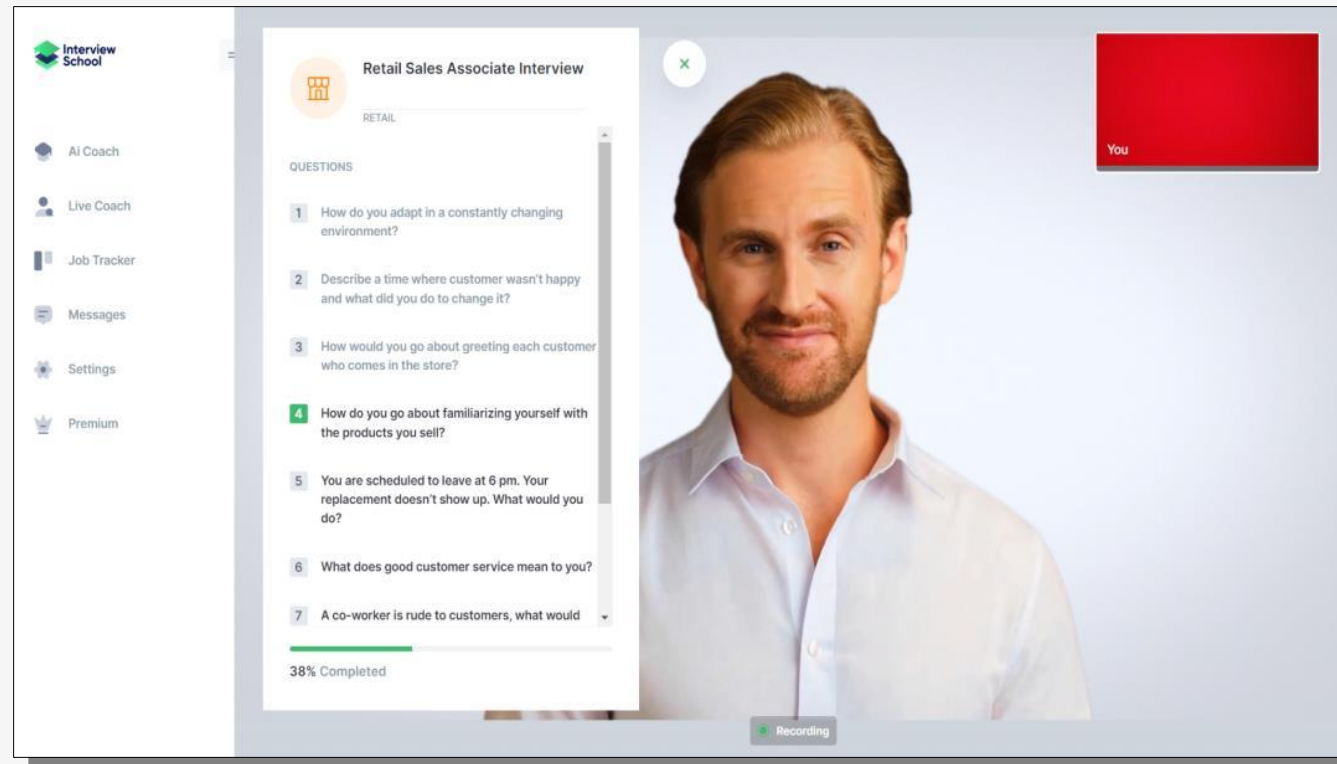 Interview
School
Ai Coach
Live Coach
Job Tracker
Messages
Settings
Premium
Retail Sales Associate Interview
RETAIL
QUESTIONS
1 How do you adapt in a constantly changing
environment?
2 Describe a time where customer wasn't happy
and what did you do to change it?
3 How would you go about greeting each customer
who comes in the store?
4 How do you go about familiarizing yourself with
the products you sell?
5 You are scheduled to leave at 6 pm. Your
replacement doesn't show up. What would you
do?
6 What does good customer service mean to you?
7 A co-worker is rude to customers, what would
38% Completed
You
Recording